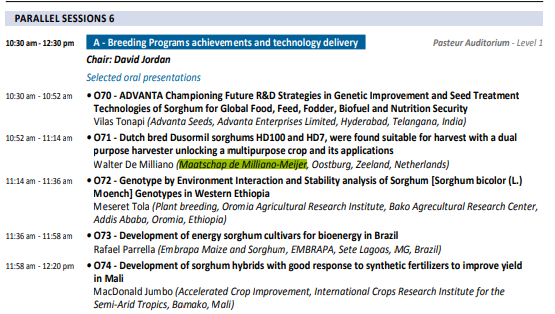 PARALLEL SESSIONS 6
10:30 am - 12:30 pm A - Breeding Programs achievements and technology delivery Pasteur Auditorium - Level 1
Chair: David Jordan
Selected oral presentations
10:30 am - 10:52 am • O70 - ADVANTA Championing Future R&D Strategies in Genetic Improvement and Seed Treatment
Technologies of Sorghum for Global Food, Feed, Fodder, Biofuel and Nutrition Security
Vilas Tonapi (Advanta Seeds, Advanta Enterprises Limited, Hyderabad, Telangana, India)
10:52 am - 11:14 am • O71 - Dutch bred Dusormil sorghums HD100 and HD7, were found suitable for harvest with a dual
purpose harvester unlocking a multipurpose crop and its applications
Walter De Milliano (Maatschap de Milliano-Meijer, Oostburg, Zeeland, Netherlands)
11:14 am - 11:36 am • O72 - Genotype by Environment Interaction and Stability analysis of Sorghum [Sorghum bicolor (L.)
Moench] Genotypes in Western Ethiopia
Meseret Tola (Plant breeding, Oromia Agricultural Research Institute, Bako Agrecultural Research Center,
Addis Ababa, Oromia, Ethiopia)
11:36 am - 11:58 am • O73 - Development of energy sorghum cultivars for bioenergy in Brazil
Rafael Parrella (Embrapa Maize and Sorghum, EMBRAPA, Sete Lagoas, MG, Brazil)
11:58 am - 12:20 pm • O74 - Development of sorghum hybrids with good response to synthetic fertilizers to improve yield
in Mali
MacDonald Jumbo (Accelerated Crop Improvement, International Crops Research Institute for the
Semi-Arid Tropics, Bamako, Mali)